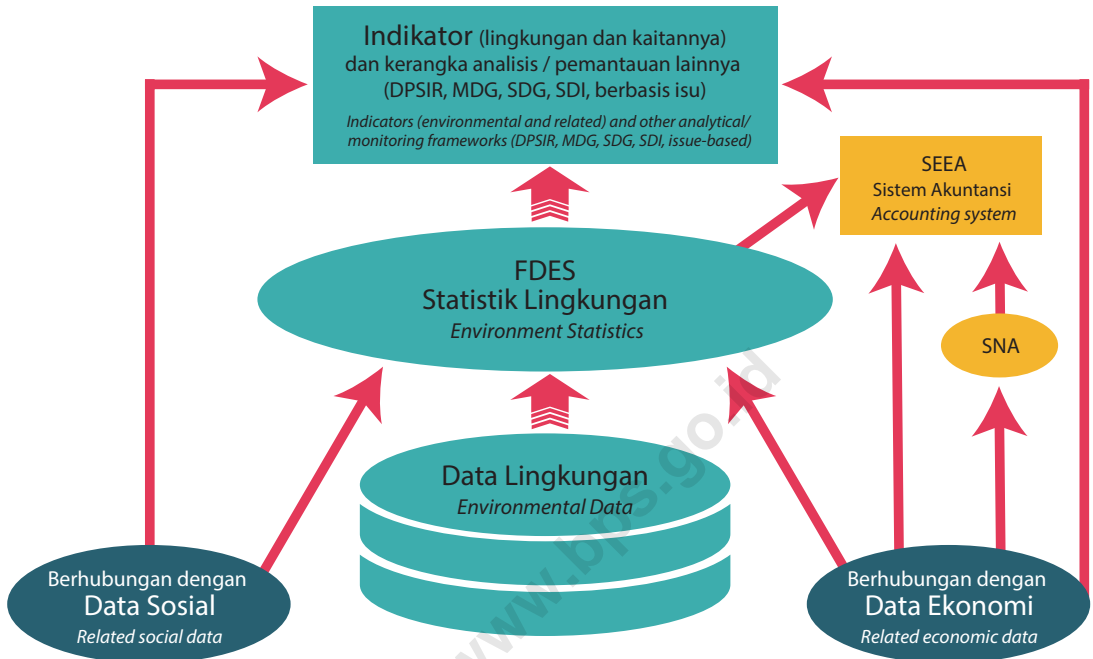 Indikator (lingkungan dan kaitannya)
dan kerangka analisis / pemantauan lainnya
(DPSIR, MDG, SDG, SDI, berbasis isu)
Indicators (environmental and related) and other analytical/
monitoring frameworks (DPSIR, MDG, SDG, SDI, issue-based)
SEEA
Sistem Akuntansi
Accounting system
FDES
Statistik Lingkungan
Environment Statistics
SNA
Data Lingkungan
Environmental Data
Berhubungan dengan
Data Sosial
Related social data
Berhubungan dengan
Data Ekonomi
Related economic data
www.bps.go.id